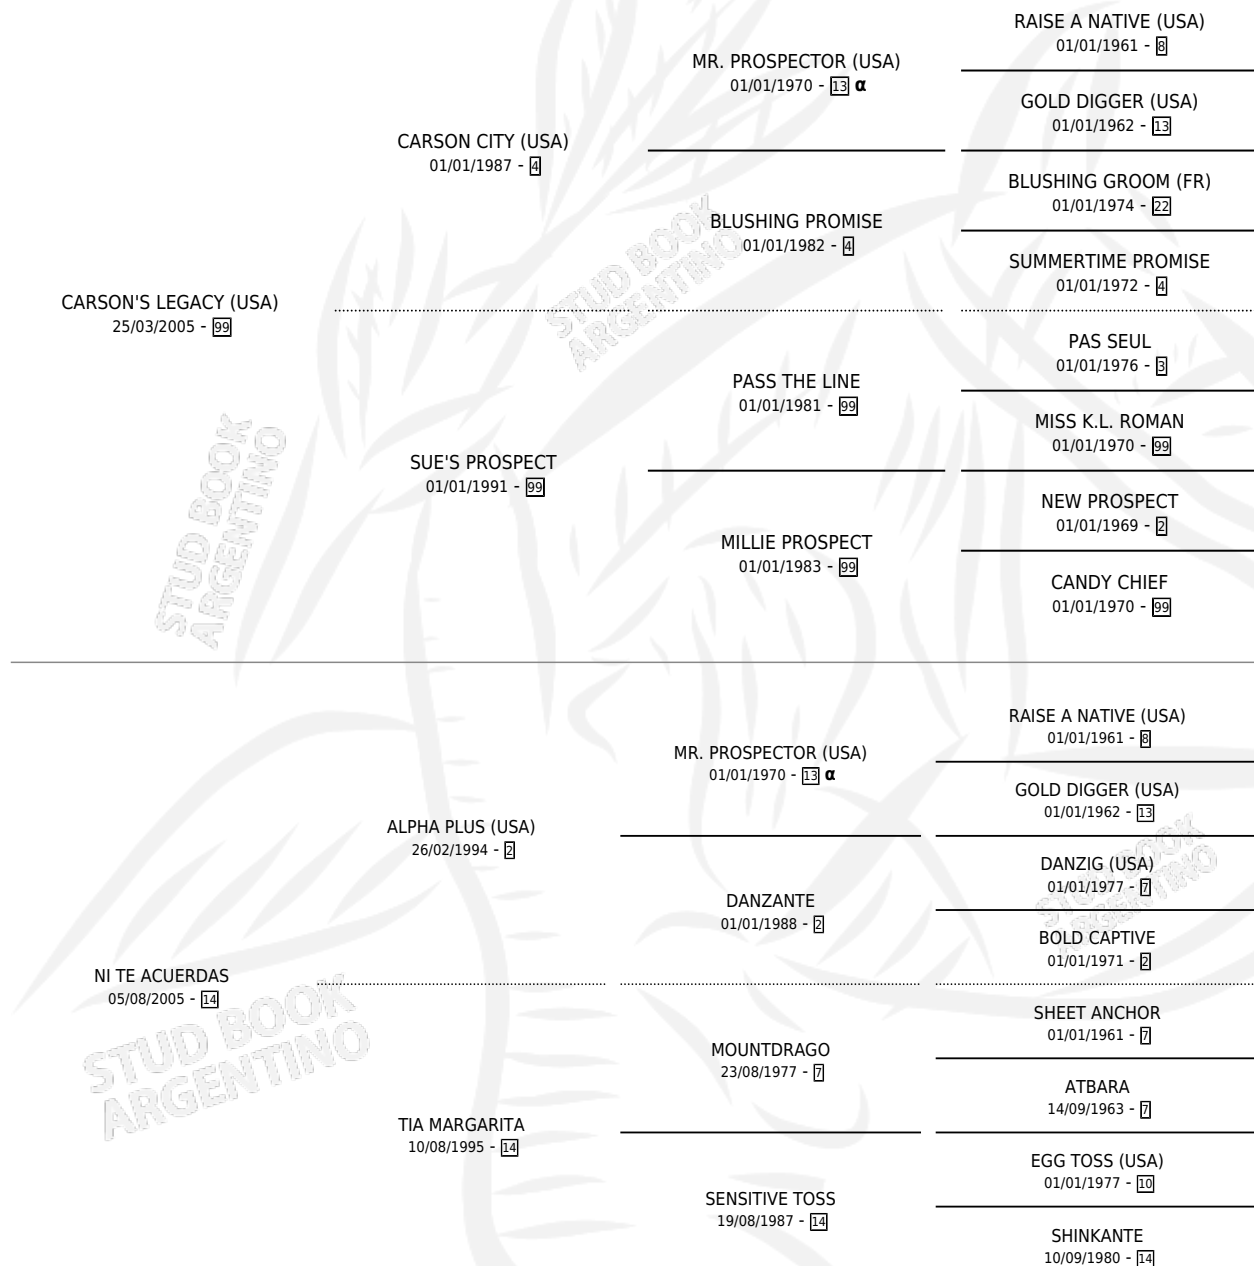 RAISE A NATIVE (USA)
01/01/1961 - 8
MR. PROSPECTOR (USA)
01/01/1970 - 13 α
GOLD DIGGER (USA)
01/01/1962 - 13
CARSON CITY (USA)
01/01/1987 - 4
BLUSHING GROOM (FR)
01/01/1974 - 22
BLUSHING PROMISE
01/01/1982 - 4
SUMMERTIME PROMISE
01/01/1972 - 4
STUD BOOK
ARGENTINO
CARSON'S LEGACY (USA)
25/03/2005 - 99
PAS SEUL
01/01/1976 - 3
PASS THE LINE
01/01/1981 - 99
MISS K.L. ROMAN
01/01/1970 - 99
SUE'S PROSPECT
01/01/1991 - 99
STUD BOOK
ARGENTINO
NEW PROSPECT
01/01/1969 - 2
MILLIE PROSPECT
01/01/1983 - 99
CANDY CHIEF
01/01/1970 - 99
RAISE A NATIVE (USA)
01/01/1961 - 8
MR. PROSPECTOR (USA)
01/01/1970 - 13 α
GOLD DIGGER (USA)
01/01/1962 - 13
ALPHA PLUS (USA)
26/02/1994 - 2
STUD BOOK
ARGENTINO
DANZIG (USA)
01/01/1977 - 7
DANZANTE
01/01/1988 - 2
BOLD CAPTIVE
01/01/1971 - 2
NI TE ACUERDAS
05/08/2005 - 14
STUD BOOK
ARGENTINO
SHEET ANCHOR
01/01/1961 - 7
MOUNTDRAGO
23/08/1977 - 7
ATBARA
14/09/1963 - 7
TIA MARGARITA
10/08/1995 - 14
EGG TOSS (USA)
01/01/1977 - 10
SENSITIVE TOSS
19/08/1987 - 14
SHINKANTE
10/09/1980 - 14